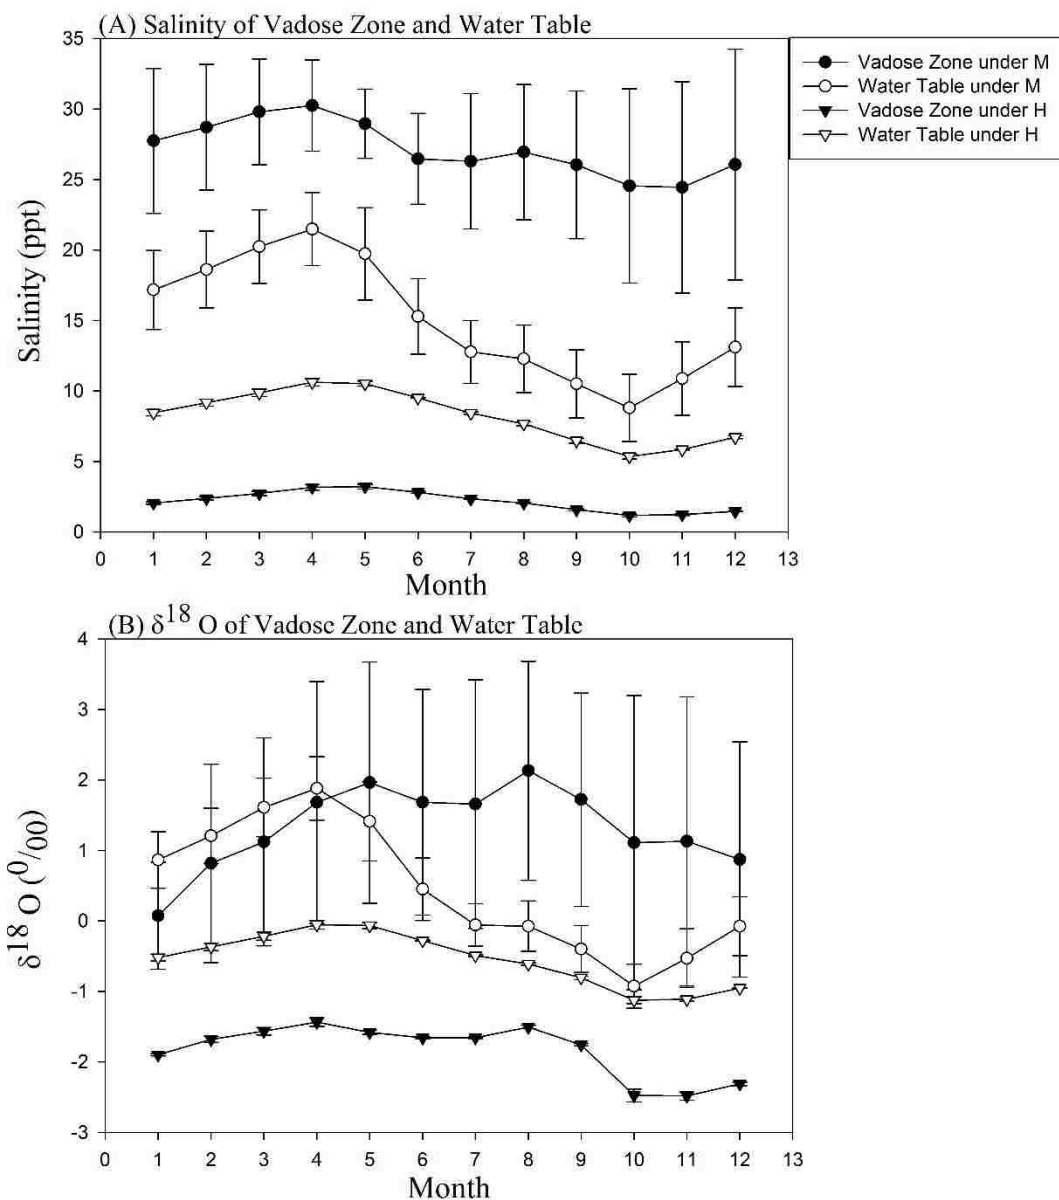 (A) Salinity of Vadose Zone and Water Table
35
30
25
20
15
10
5
0
Salinity (ppt)
0 1 2 3 4 5 6 7 8 9 10 11 12 13
Month
Vadose Zone under M
Water Table under M
Vadose Zone under H
Water Table under H
(B) δ18 O of Vadose Zone and Water Table
4
3
2
1
0
-1
-2
-3
δ18 O (0/00)
0 1 2 3 4 5 6 7 8 9 10 11 12 13
Month